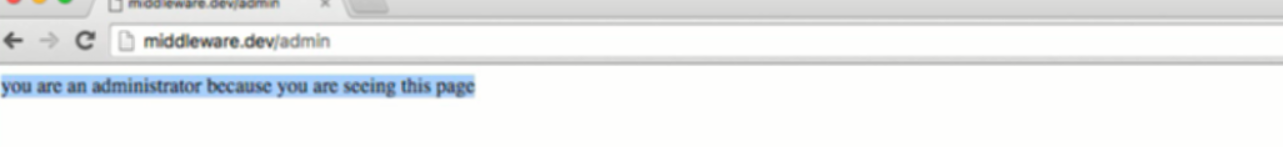 middleware.dev/admin
middleware.dev/admin
you are an administrator because you are seeing this page